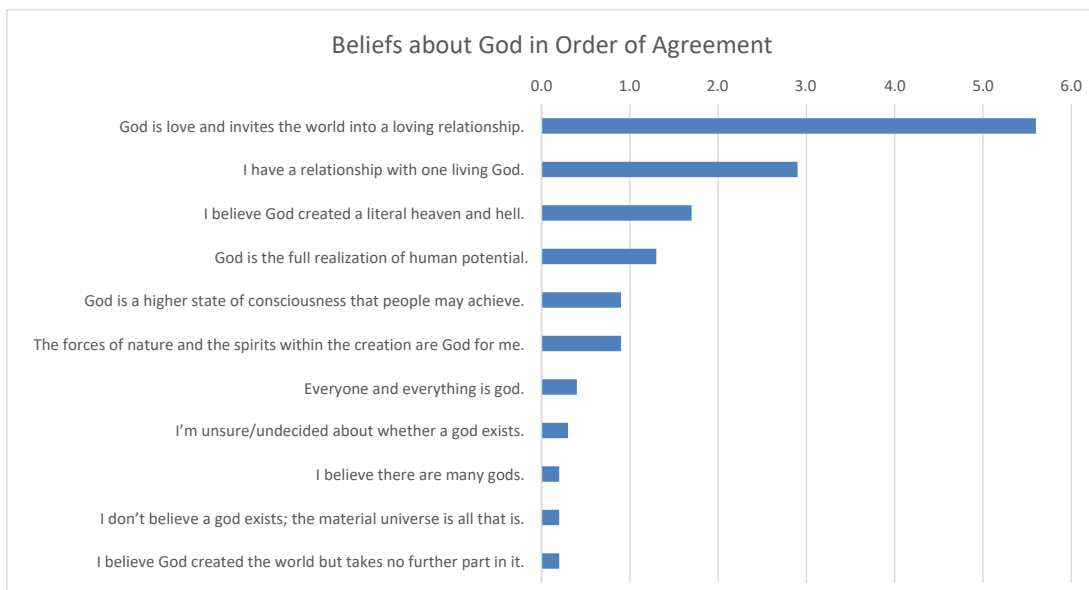 Beliefs about God in Order of Agreement
0.0 1.0 2.0 3.0 4.0 5.0 6.0
God is love and invites the world into a loving relationship.
I have a relationship with one living God.
I believe God created a literal heaven and hell.
God is the full realization of human potential.
God is a higher state of consciousness that people may achieve.
The forces of nature and the spirits within the creation are God for me.
Everyone and everything is god.
I’m unsure/undecided about whether a god exists.
I believe there are many gods.
I don’t believe a god exists; the material universe is all that is.
I believe God created the world but takes no further part in it.